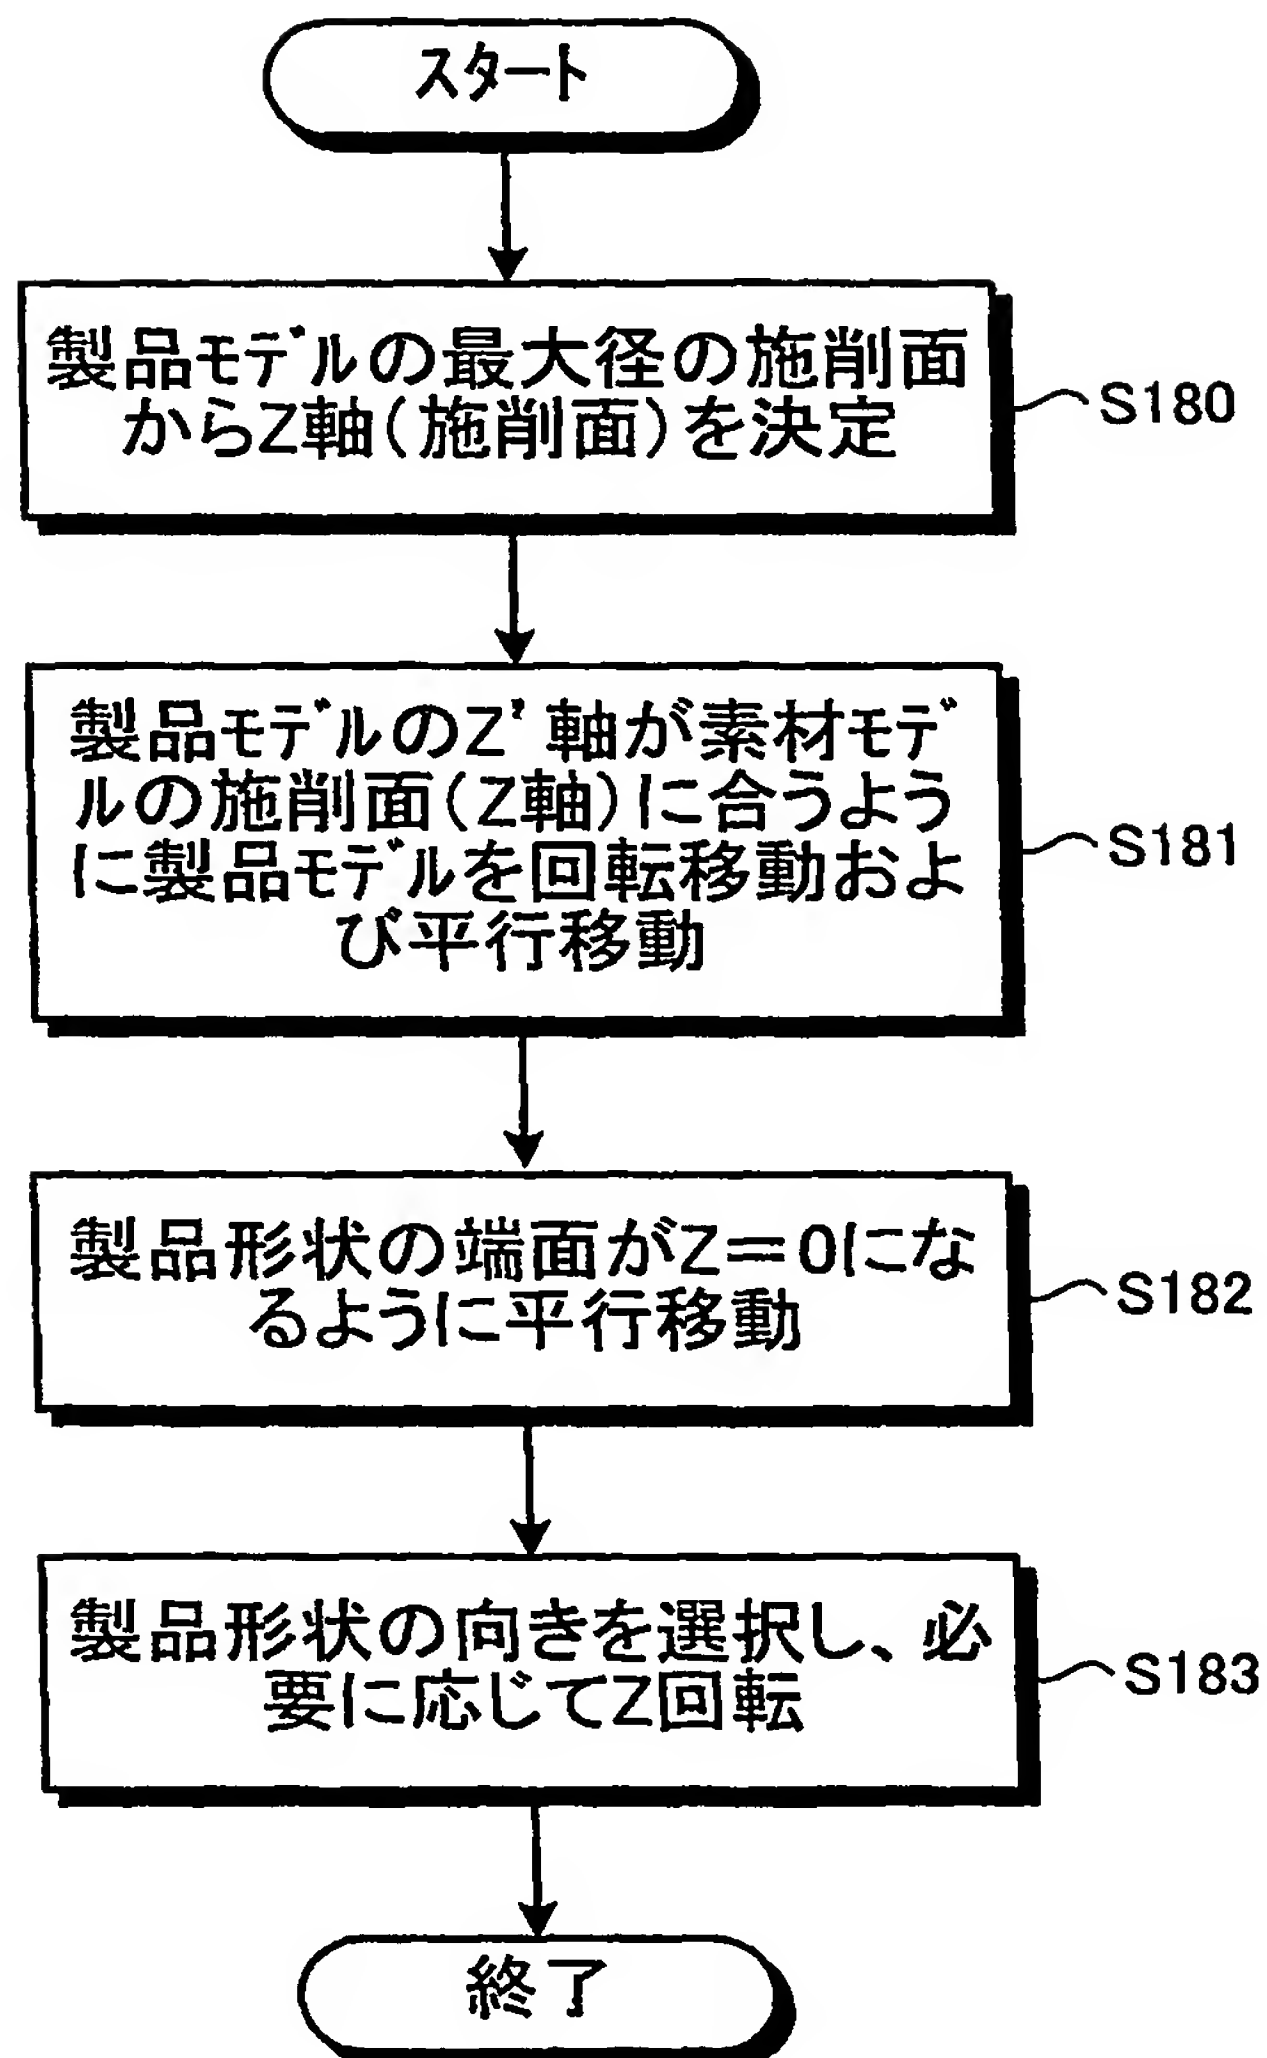 スタート
製品モデルの最大径の施削面
からZ軸(施削面)を決定
S180
製品モデルのZ'軸が素材モデ
ルの施削面(Z軸)に合うよう
に製品モデルを回転移動およ
び平行移動
S181
製品形状の端面がZ=0にな
るように平行移動
S182
製品形状の向きを選択し、必
要に応じてZ回転
S183
終了